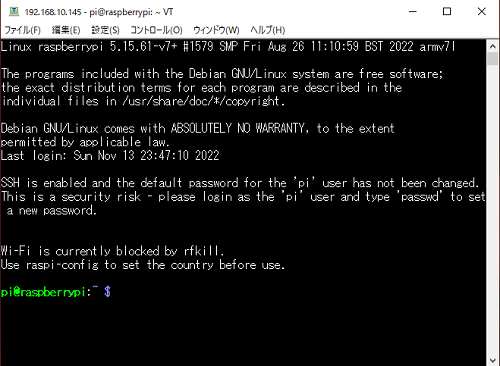 192.168.10.145 - pi@raspberrypi: ~ VT
ファイル(F) 編集(E) 設定(S) コントロール(O) ウィンドウ(W) ヘルプ(H)
Linux raspberrypi 5.15.61-v7+ #1579 SMP Fri Aug 26 11:10:59 BST 2022 armv7l
The programs included with the Debian GNU/Linux system are free software;
the exact distribution terms for each program are described in the
individual files in /usr/share/doc/*/copyright.
Debian GNU/Linux comes with ABSOLUTELY NO WARRANTY, to the extent
permitted by applicable law.
Last login: Sun Nov 13 23:47:10 2022
SSH is enabled and the default password for the 'pi' user has not been changed.
This is a security risk - please login as the 'pi' user and type 'passwd' to set
a new password.
Wi-Fi is currently blocked by rfkill.
Use raspi-config to set the country before use.
pi@raspberrypi:~ $